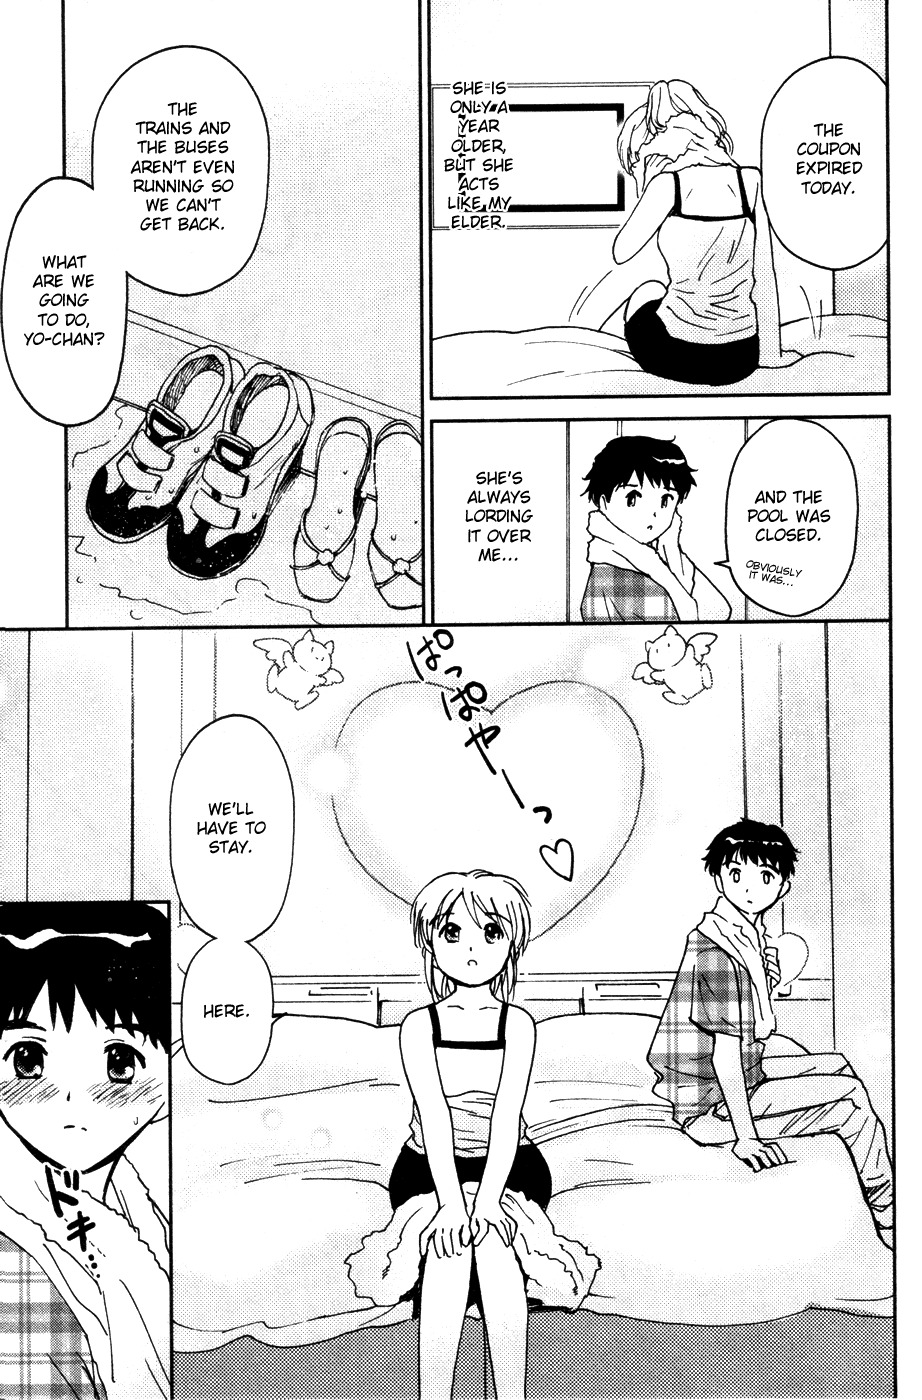 THE
COUPON
EXPIRED
TODAY.
SHE IS
ONLY A
YEAR
OLDER,
BUT SHE
ACTS
LIKE MY
ELDER.
AND THE
POOL WAS
CLOSED.
OBVIOUSLY
IT WAS...
SHE'S
ALWAYS
LORDING
IT OVER
ME...
THE
TRAINS AND
THE BUSES
AREN'T EVEN
RUNNING SO
WE CAN'T
GET BACK.
WHAT
ARE WE
GOING
TO DO,
YO-CHAN?
ぱっぱやーっ♡
WE'LL
HAVE TO
STAY.
HERE.
ドキ…